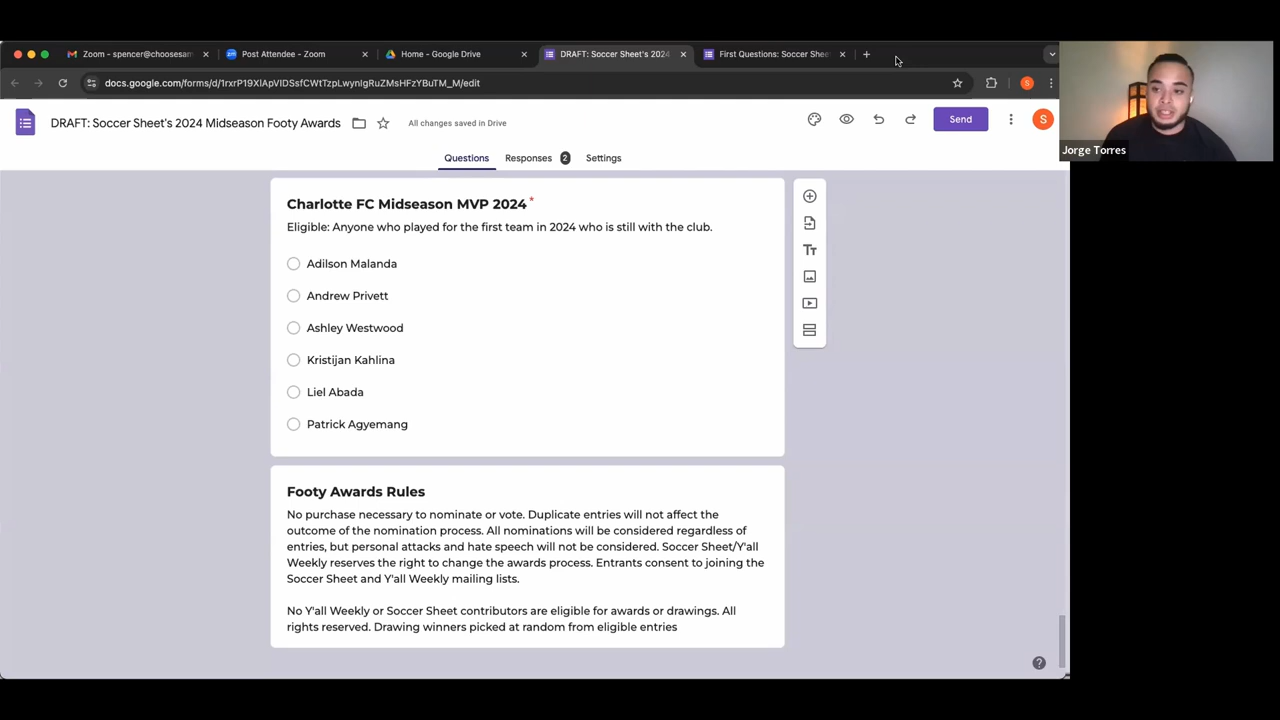 Zoom - spencer@choosesam
Post Attendee - Zoom
Home - Google Drive
DRAFT: Soccer Sheet's 2024
First Questions: Soccer Shee
docs.google.com/forms/d/1rxrP19XlApVIDSsfCWtTzpLwynIgRuZMsHFzYBuTM_M/edit
S
DRAFT: Soccer Sheet's 2024 Midseason Footy Awards
All changes saved in Drive
Send
S
Jorge Torres
Questions
Responses 2
Settings
Charlotte FC Midseason MVP 2024 *
Eligible: Anyone who played for the first team in 2024 who is still with the club.
Adilson Malanda
Andrew Privett
Ashley Westwood
Kristijan Kahlina
Liel Abada
Patrick Agyemang
Tт
Footy Awards Rules
No purchase necessary to nominate or vote. Duplicate entries will not affect the
outcome of the nomination process. All nominations will be considered regardless of
entries, but personal attacks and hate speech will not be considered. Soccer Sheet/Y'all
Weekly reserves the right to change the awards process. Entrants consent to joining the
Soccer Sheet and Y'all Weekly mailing lists.
No Y'all Weekly or Soccer Sheet contributors are eligible for awards or drawings. All
rights reserved. Drawing winners picked at random from eligible entries